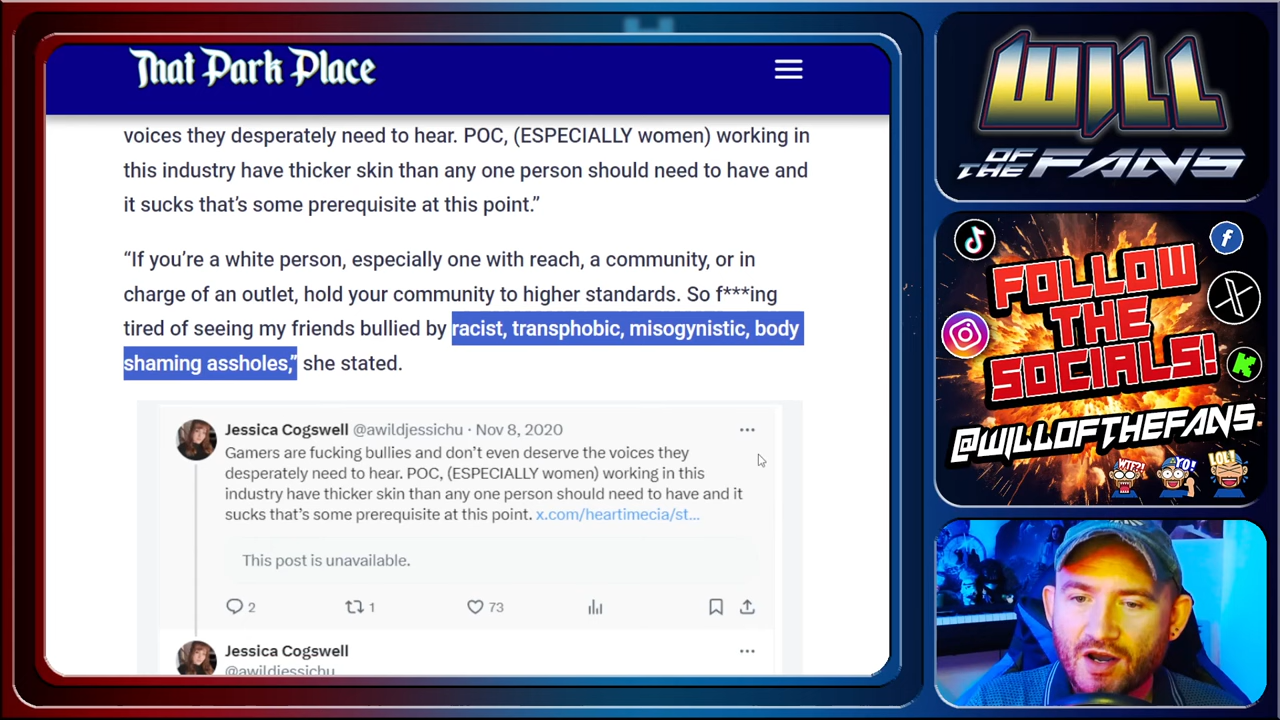 That Park Place
voices they desperately need to hear. POC, (ESPECIALLY women) working in
this industry have thicker skin than any one person should need to have and
it sucks that’s some prerequisite at this point.”
“If you’re a white person, especially one with reach, a community, or in
charge of an outlet, hold your community to higher standards. So f***ing
tired of seeing my friends bullied by racist, transphobic, misogynistic, body
shaming assholes,” she stated.
Jessica Cogswell @awildjessichu · Nov 8, 2020
Gamers are fucking bullies and don’t even deserve the voices they
desperately need to hear. POC, (ESPECIALLY women) working in this
industry have thicker skin than any one person should need to have and it
sucks that’s some prerequisite at this point. x.com/heartimecia/st...
This post is unavailable.
2 1 73
Jessica Cogswell
@awildjessichu
WILL
OF THE FANS
FOLLOW
THE
SOCIALS!
@WILLOFTHEFANS
WTF?! YO! LOL!